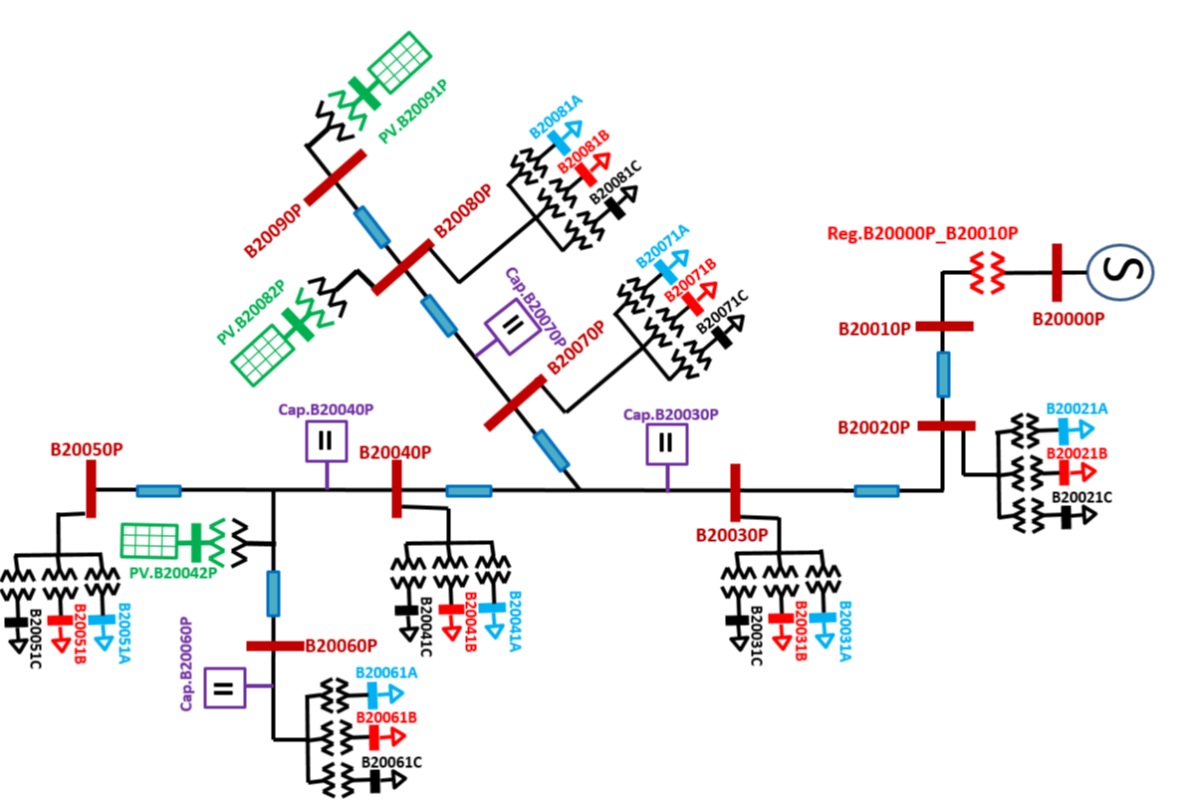 PV.B20091P
B20090P
B20081A
B20081B
B20081C
B20080P
PV.B20082P
Cap.B20070P
B20071A
B20071B
B20071C
B20070P
Reg.B20000P_B20010P
S
B20000P
B20010P
B20020P
B20021A
B20021B
B20021C
Cap.B20040P
Cap.B20030P
B20050P
B20040P
B20030P
PV.B20042P
B20051C
B20051B
B20051A
B20041C
B20041B
B20041A
B20031C
B20031B
B20031A
B20060P
Cap.B20060P
B20061A
B20061B
B20061C